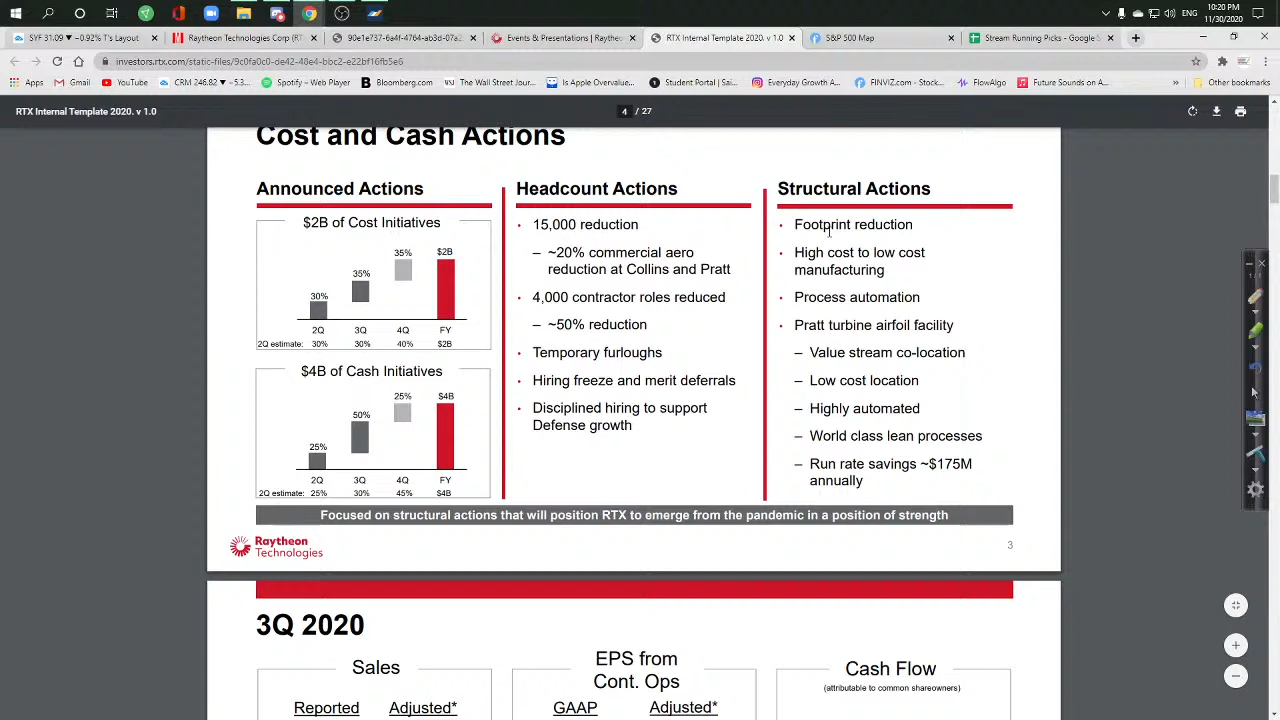 10:20 PM
ENG
11/30/2020
SYF 31.09 ▼ −0.92% T's Layout
Raytheon Technologies Corp (RT
90e1e737-6a4f-4764-ab3d-07a2
Events & Presentations | Raytheo
RTX Internal Template 2020. v 1.0
S&P 500 Map
Stream Running Picks - Google S
investors.rtx.com/static-files/9c0fa0c0-de42-48e4-bbc2-e22bf16fb5e6
Apps
Gmail
YouTube
CRM 246.82 ▼ −5.3...
Spotify - Web Player
Bloomberg.com
The Wall Street Jour...
Is Apple Overvalue...
Student Portal | Sai...
Everyday Growth A...
FINVIZ.com - Stock...
FlowAlgo
Future Sounds on A...
Other bookmarks
RTX Internal Template 2020. v 1.0
4 / 27
Cost and Cash Actions
Announced Actions
$2B of Cost Initiatives
30%
35%
35%
$2B
2Q 3Q 4Q FY
2Q estimate: 30% 30% 40% $2B
$4B of Cash Initiatives
25%
50%
25%
$4B
2Q 3Q 4Q FY
2Q estimate: 25% 30% 45% $4B
Headcount Actions
• 15,000 reduction
– ~20% commercial aero
reduction at Collins and Pratt
• 4,000 contractor roles reduced
– ~50% reduction
• Temporary furloughs
• Hiring freeze and merit deferrals
• Disciplined hiring to support
Defense growth
Structural Actions
• Footprint reduction
• High cost to low cost
manufacturing
• Process automation
• Pratt turbine airfoil facility
– Value stream co-location
– Low cost location
– Highly automated
– World class lean processes
– Run rate savings ~$175M
annually
Focused on structural actions that will position RTX to emerge from the pandemic in a position of strength
Raytheon
Technologies
3
3Q 2020
Sales
Reported Adjusted*
EPS from
Cont. Ops
GAAP Adjusted*
Cash Flow
(attributable to common shareowners)